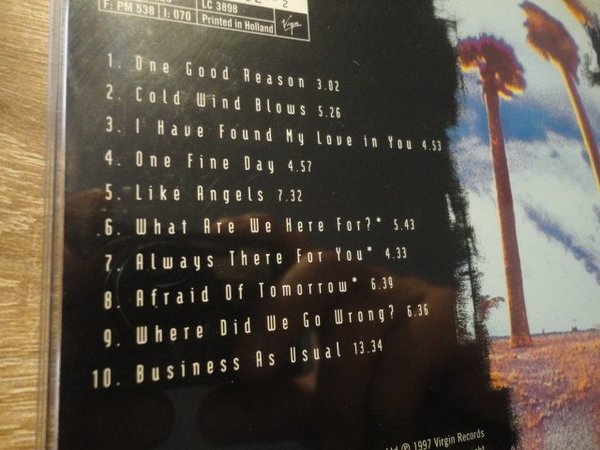 F: PM 538 f: 070 LC 3898 Printed in Holland Virgin
1. One Good Reason 3.02
2. Cold Wind Blows 5.26
3. I Have Found My Love in You 4.53
4. One Fine Day 4.57
5. Like Angels 7.32
6. What Are We Here For?* 5.43
7. Always There For You* 4.33
8. Afraid Of Tomorrow* 6.39
9. Where Did We Go Wrong? 6.36
10. Business As Usual 13.34
℗ 1997 Virgin Records